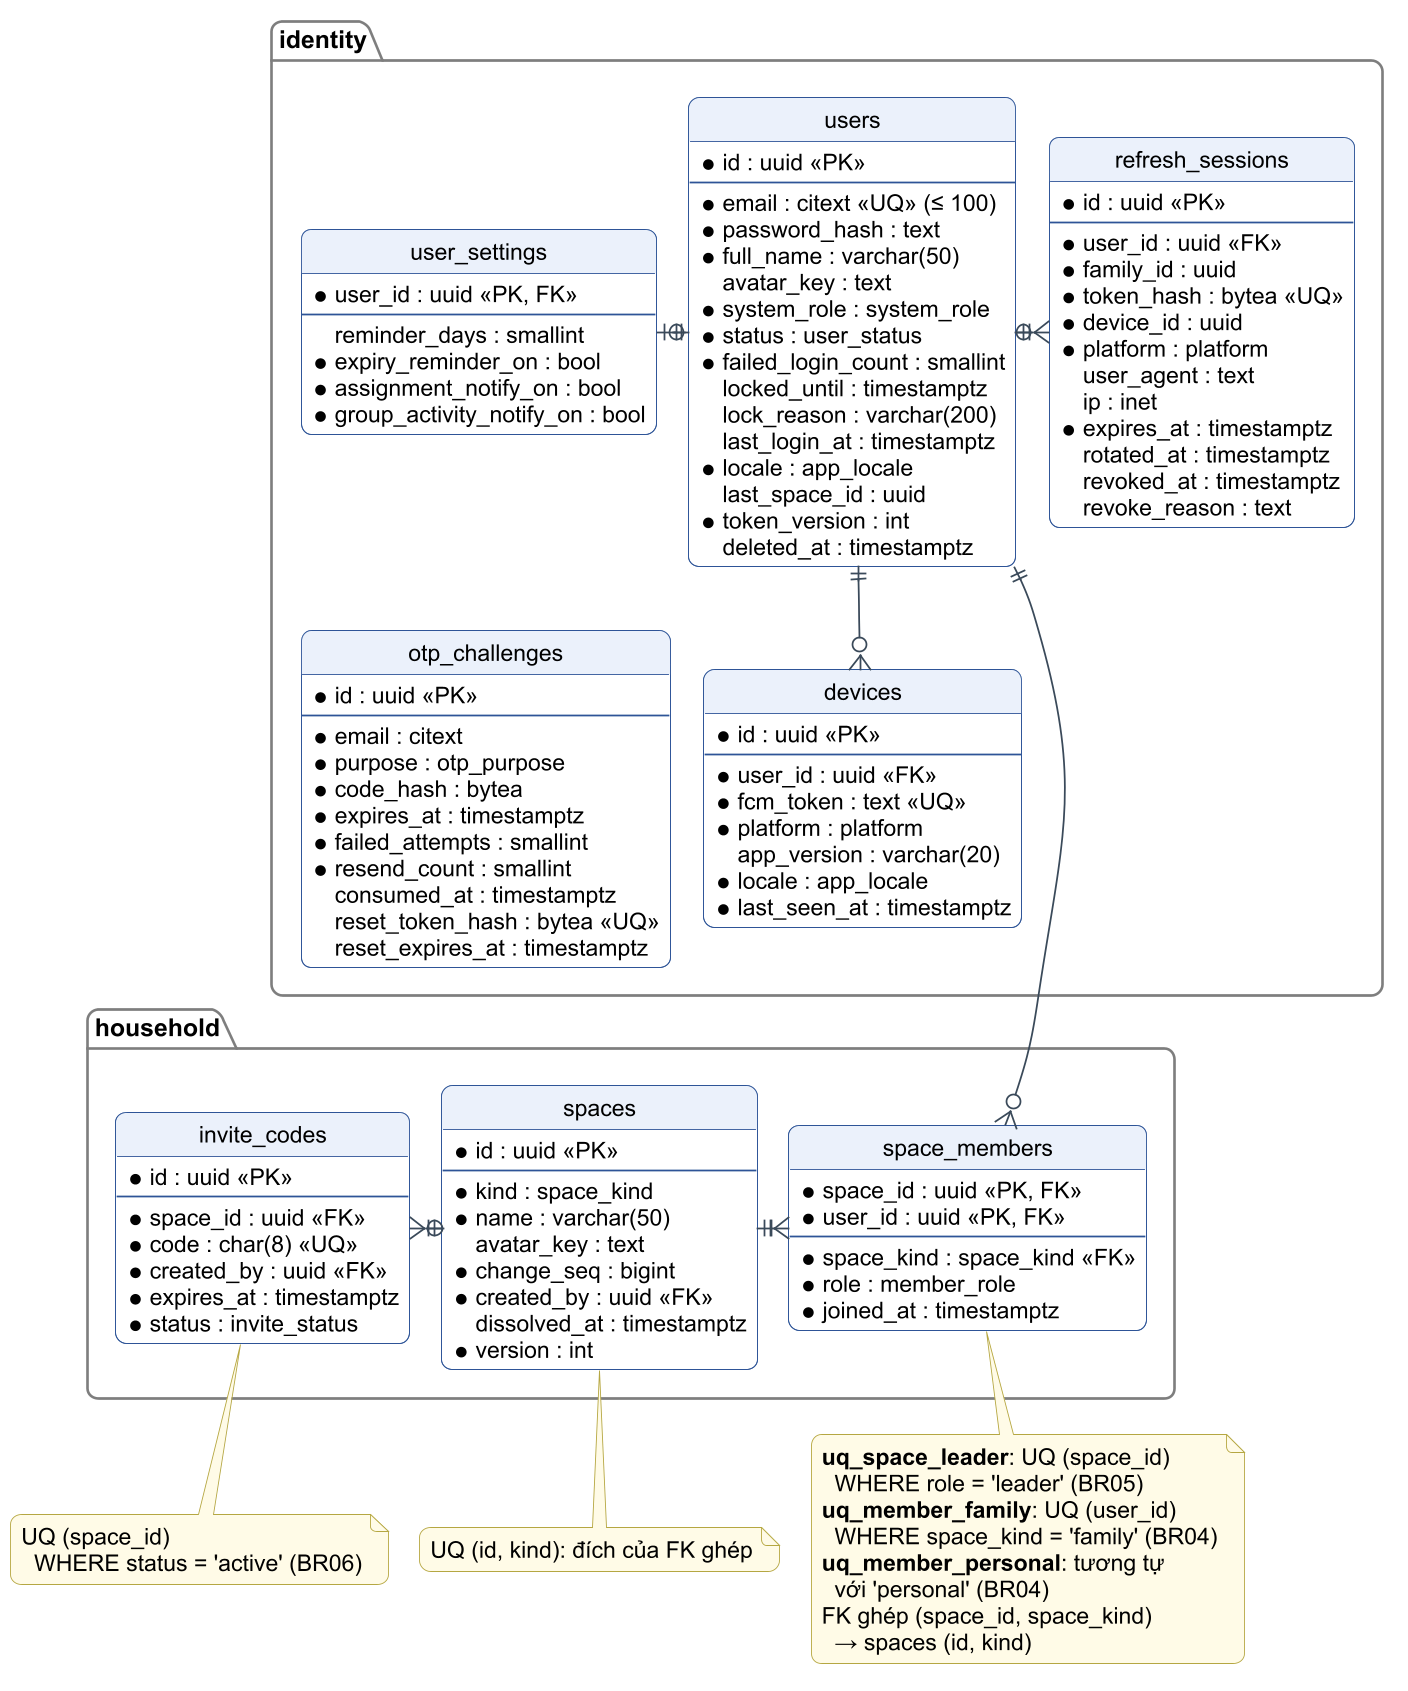 identity
users
id : uuid «PK»
email : citext «UQ» (≤ 100)
password_hash : text
full_name : varchar(50)
avatar_key : text
system_role : system_role
status : user_status
failed_login_count : smallint
locked_until : timestamptz
lock_reason : varchar(200)
last_login_at : timestamptz
locale : app_locale
last_space_id : uuid
token_version : int
deleted_at : timestamptz
refresh_sessions
id : uuid «PK»
user_id : uuid «FK»
family_id : uuid
token_hash : bytea «UQ»
device_id : uuid
platform : platform
user_agent : text
ip : inet
expires_at : timestamptz
rotated_at : timestamptz
revoked_at : timestamptz
revoke_reason : text
user_settings
user_id : uuid «PK, FK»
reminder_days : smallint
expiry_reminder_on : bool
assignment_notify_on : bool
group_activity_notify_on : bool
otp_challenges
id : uuid «PK»
email : citext
purpose : otp_purpose
code_hash : bytea
expires_at : timestamptz
failed_attempts : smallint
resend_count : smallint
consumed_at : timestamptz
reset_token_hash : bytea «UQ»
reset_expires_at : timestamptz
devices
id : uuid «PK»
user_id : uuid «FK»
fcm_token : text «UQ»
platform : platform
app_version : varchar(20)
locale : app_locale
last_seen_at : timestamptz
household
invite_codes
id : uuid «PK»
space_id : uuid «FK»
code : char(8) «UQ»
created_by : uuid «FK»
expires_at : timestamptz
status : invite_status
spaces
id : uuid «PK»
kind : space_kind
name : varchar(50)
avatar_key : text
change_seq : bigint
created_by : uuid «FK»
dissolved_at : timestamptz
version : int
space_members
space_id : uuid «PK, FK»
user_id : uuid «PK, FK»
space_kind : space_kind «FK»
role : member_role
joined_at : timestamptz
UQ (space_id)
WHERE status = 'active' (BR06)
UQ (id, kind): đích của FK ghép
uq_space_leader: UQ (space_id)
WHERE role = 'leader' (BR05)
uq_member_family: UQ (user_id)
WHERE space_kind = 'family' (BR04)
uq_member_personal: tương tự
với 'personal' (BR04)
FK ghép (space_id, space_kind)
→ spaces (id, kind)